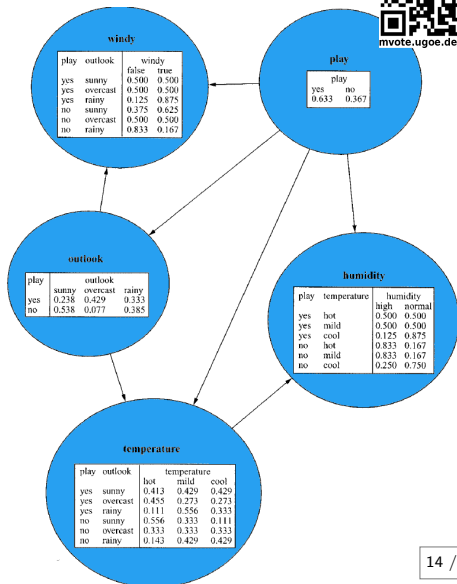 mvote.ugoe.de
windy
play outlook windy
false true
yes sunny 0.500 0.500
yes overcast 0.500 0.500
yes rainy 0.125 0.875
no sunny 0.375 0.625
no overcast 0.500 0.500
no rainy 0.833 0.167
play
play
yes no
0.633 0.367
outlook
play outlook
sunny overcast rainy
yes 0.238 0.429 0.333
no 0.538 0.077 0.385
humidity
play temperature humidity
high normal
yes hot 0.500 0.500
yes mild 0.500 0.500
yes cool 0.125 0.875
no hot 0.833 0.167
no mild 0.833 0.167
no cool 0.250 0.750
temperature
play outlook temperature
hot mild cool
yes sunny 0.413 0.429 0.429
yes overcast 0.455 0.273 0.273
yes rainy 0.111 0.556 0.333
no sunny 0.556 0.333 0.111
no overcast 0.333 0.333 0.333
no rainy 0.143 0.429 0.429
14 /